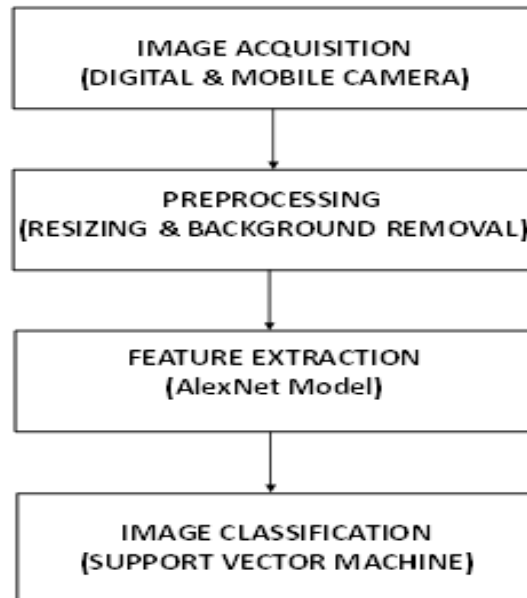 IMAGE ACQUISITION
(DIGITAL & MOBILE CAMERA)
PREPROCESSING
(RESIZING & BACKGROUND REMOVAL)
FEATURE EXTRACTION
(AlexNet Model)
IMAGE CLASSIFICATION
(SUPPORT VECTOR MACHINE)